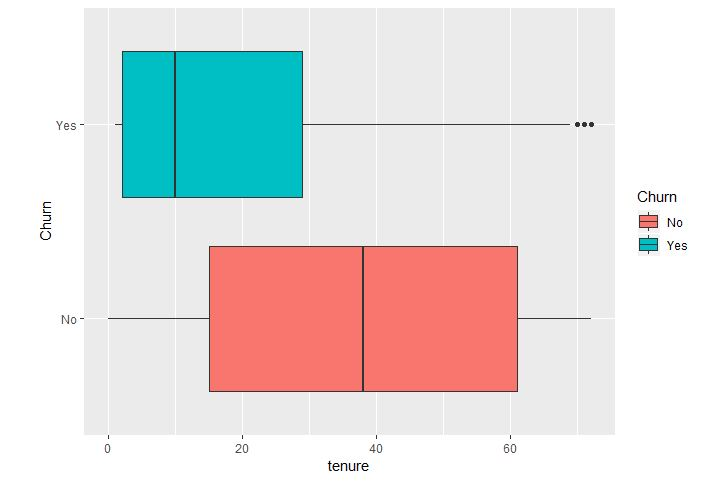 Yes
No
Churn
0 20 40 60
tenure
Churn
No
Yes